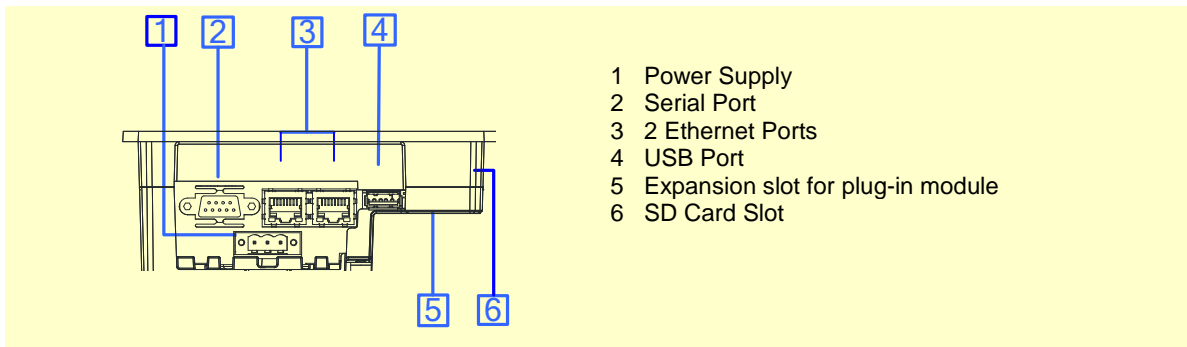 1 2 3 4
1 Power Supply
2 Serial Port
3 2 Ethernet Ports
4 USB Port
5 Expansion slot for plug-in module
6 SD Card Slot
5 6